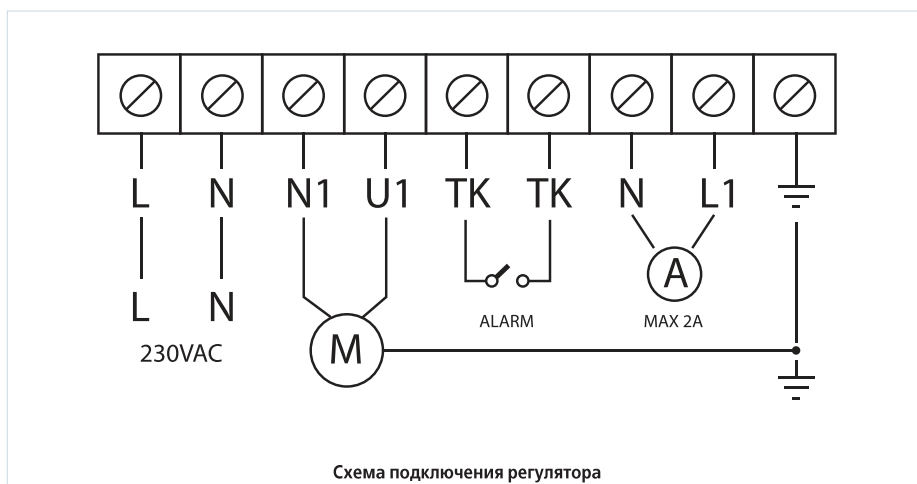 L N N1 U1 TK TK N L1
A
L N
ALARM MAX 2A
230VAC
M
Схема подключения регулятора